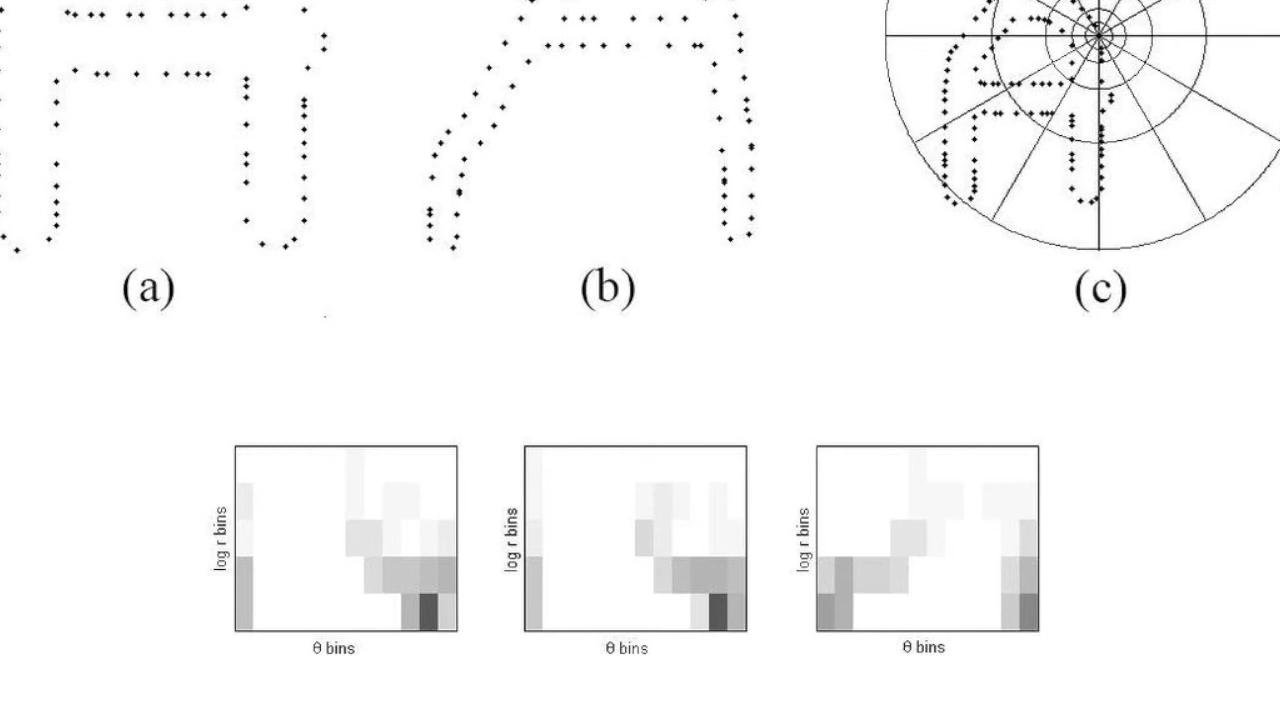 (a) (b) (c)
log r bins log r bins log r bins
θ bins θ bins θ bins